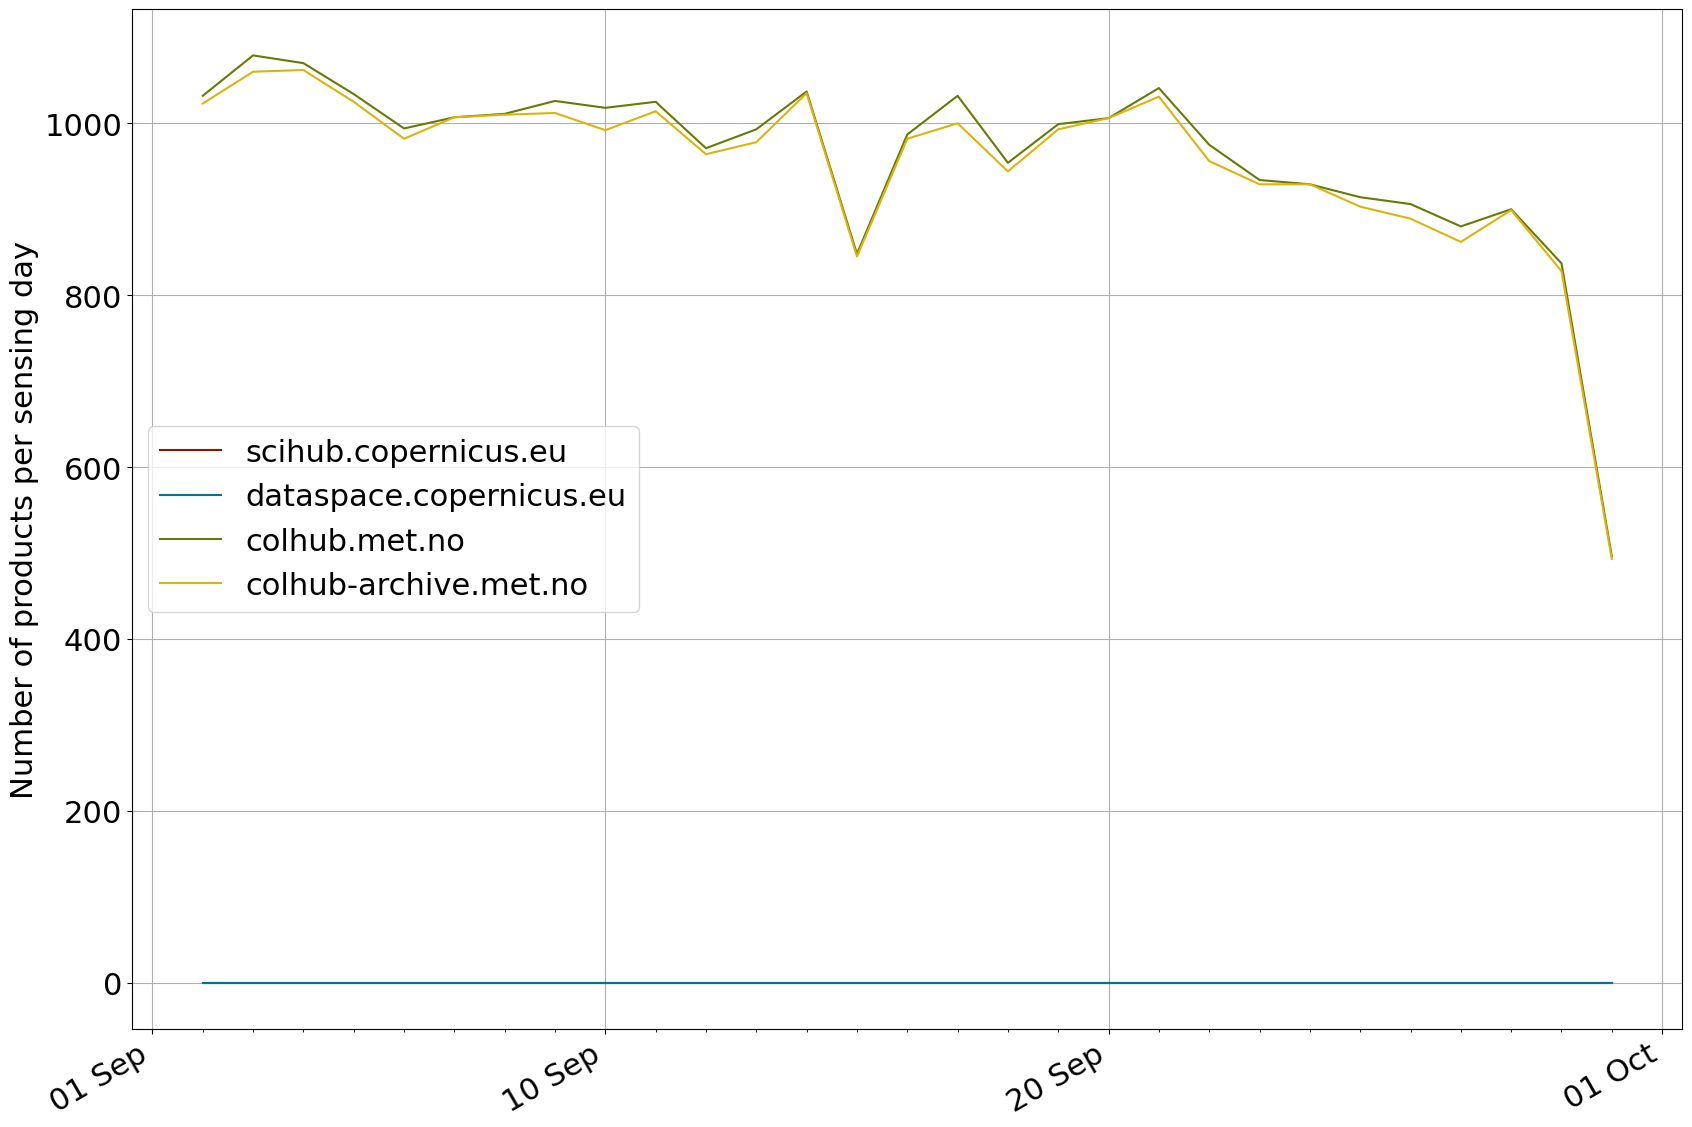 Number of products per sensing day
1000
800
600
400
200
0
scihub.copernicus.eu
dataspace.copernicus.eu
colhub.met.no
colhub-archive.met.no
01 Sep
10 Sep
20 Sep
01 Oct